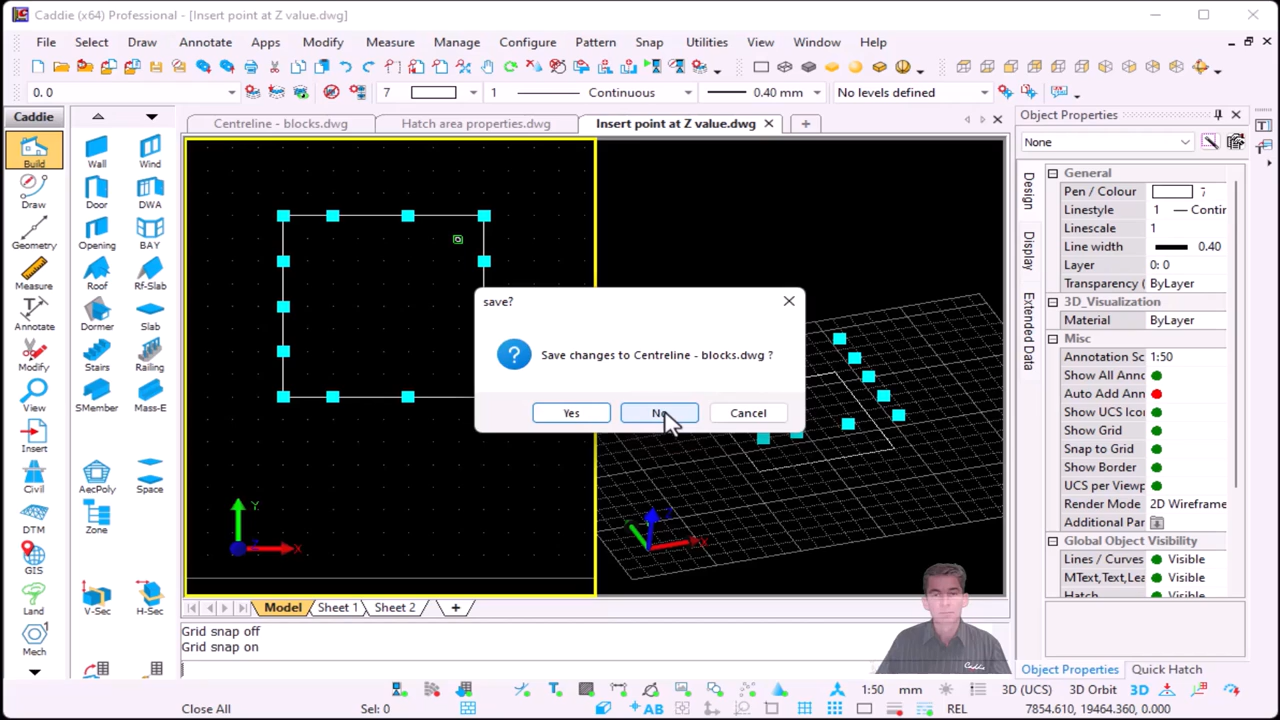 Caddie (x64) Professional - [Insert point at Z value.dwg]
File Select Draw Annotate Apps Modify Measure Manage Configure Pattern Snap Utilities View Window Help
0. 0 7 1 Continuous 0.40 mm No levels defined
Caddie
Build
Draw
Geometry
Measure
Annotate
Modify
View
Insert
Civil
DTM
GIS
Land
Mech
Wall Wind
Door DWA
Opening BAY
Roof Rf-Slab
Dormer Slab
Stairs Railing
SMember Mass-E
AecPoly Space
Zone
V-Sec H-Sec
Centreline - blocks.dwg Hatch area properties.dwg Insert point at Z value.dwg
Y
X
save?
Save changes to Centreline - blocks.dwg ?
Yes No Cancel
Model Sheet 1 Sheet 2
Grid snap off
Grid snap on
Object Properties
None
Design
Display
Extended Data
General
Pen / Colour 7
Linestyle 1 Contir
Linescale 1
Line width 0.40
Layer 0: 0
Transparency ( ByLayer
3D_Visualization
Material ByLayer
Misc
Annotation Sc 1:50
Show All Anno
Auto Add Ann
Show UCS Icor
Show Grid
Snap to Grid
Show Border
UCS per Viewp
Render Mode 2D Wireframe
Additional Par
Global Object Visibility
Lines / Curves Visible
MText,Text,Lea Visible
Hatch Visible
Object Properties Quick Hatch
1:50 mm 3D (UCS) 3D Orbit 3D
Close All Sel: 0 AB REL 7854.610, 19464.360, 0.000